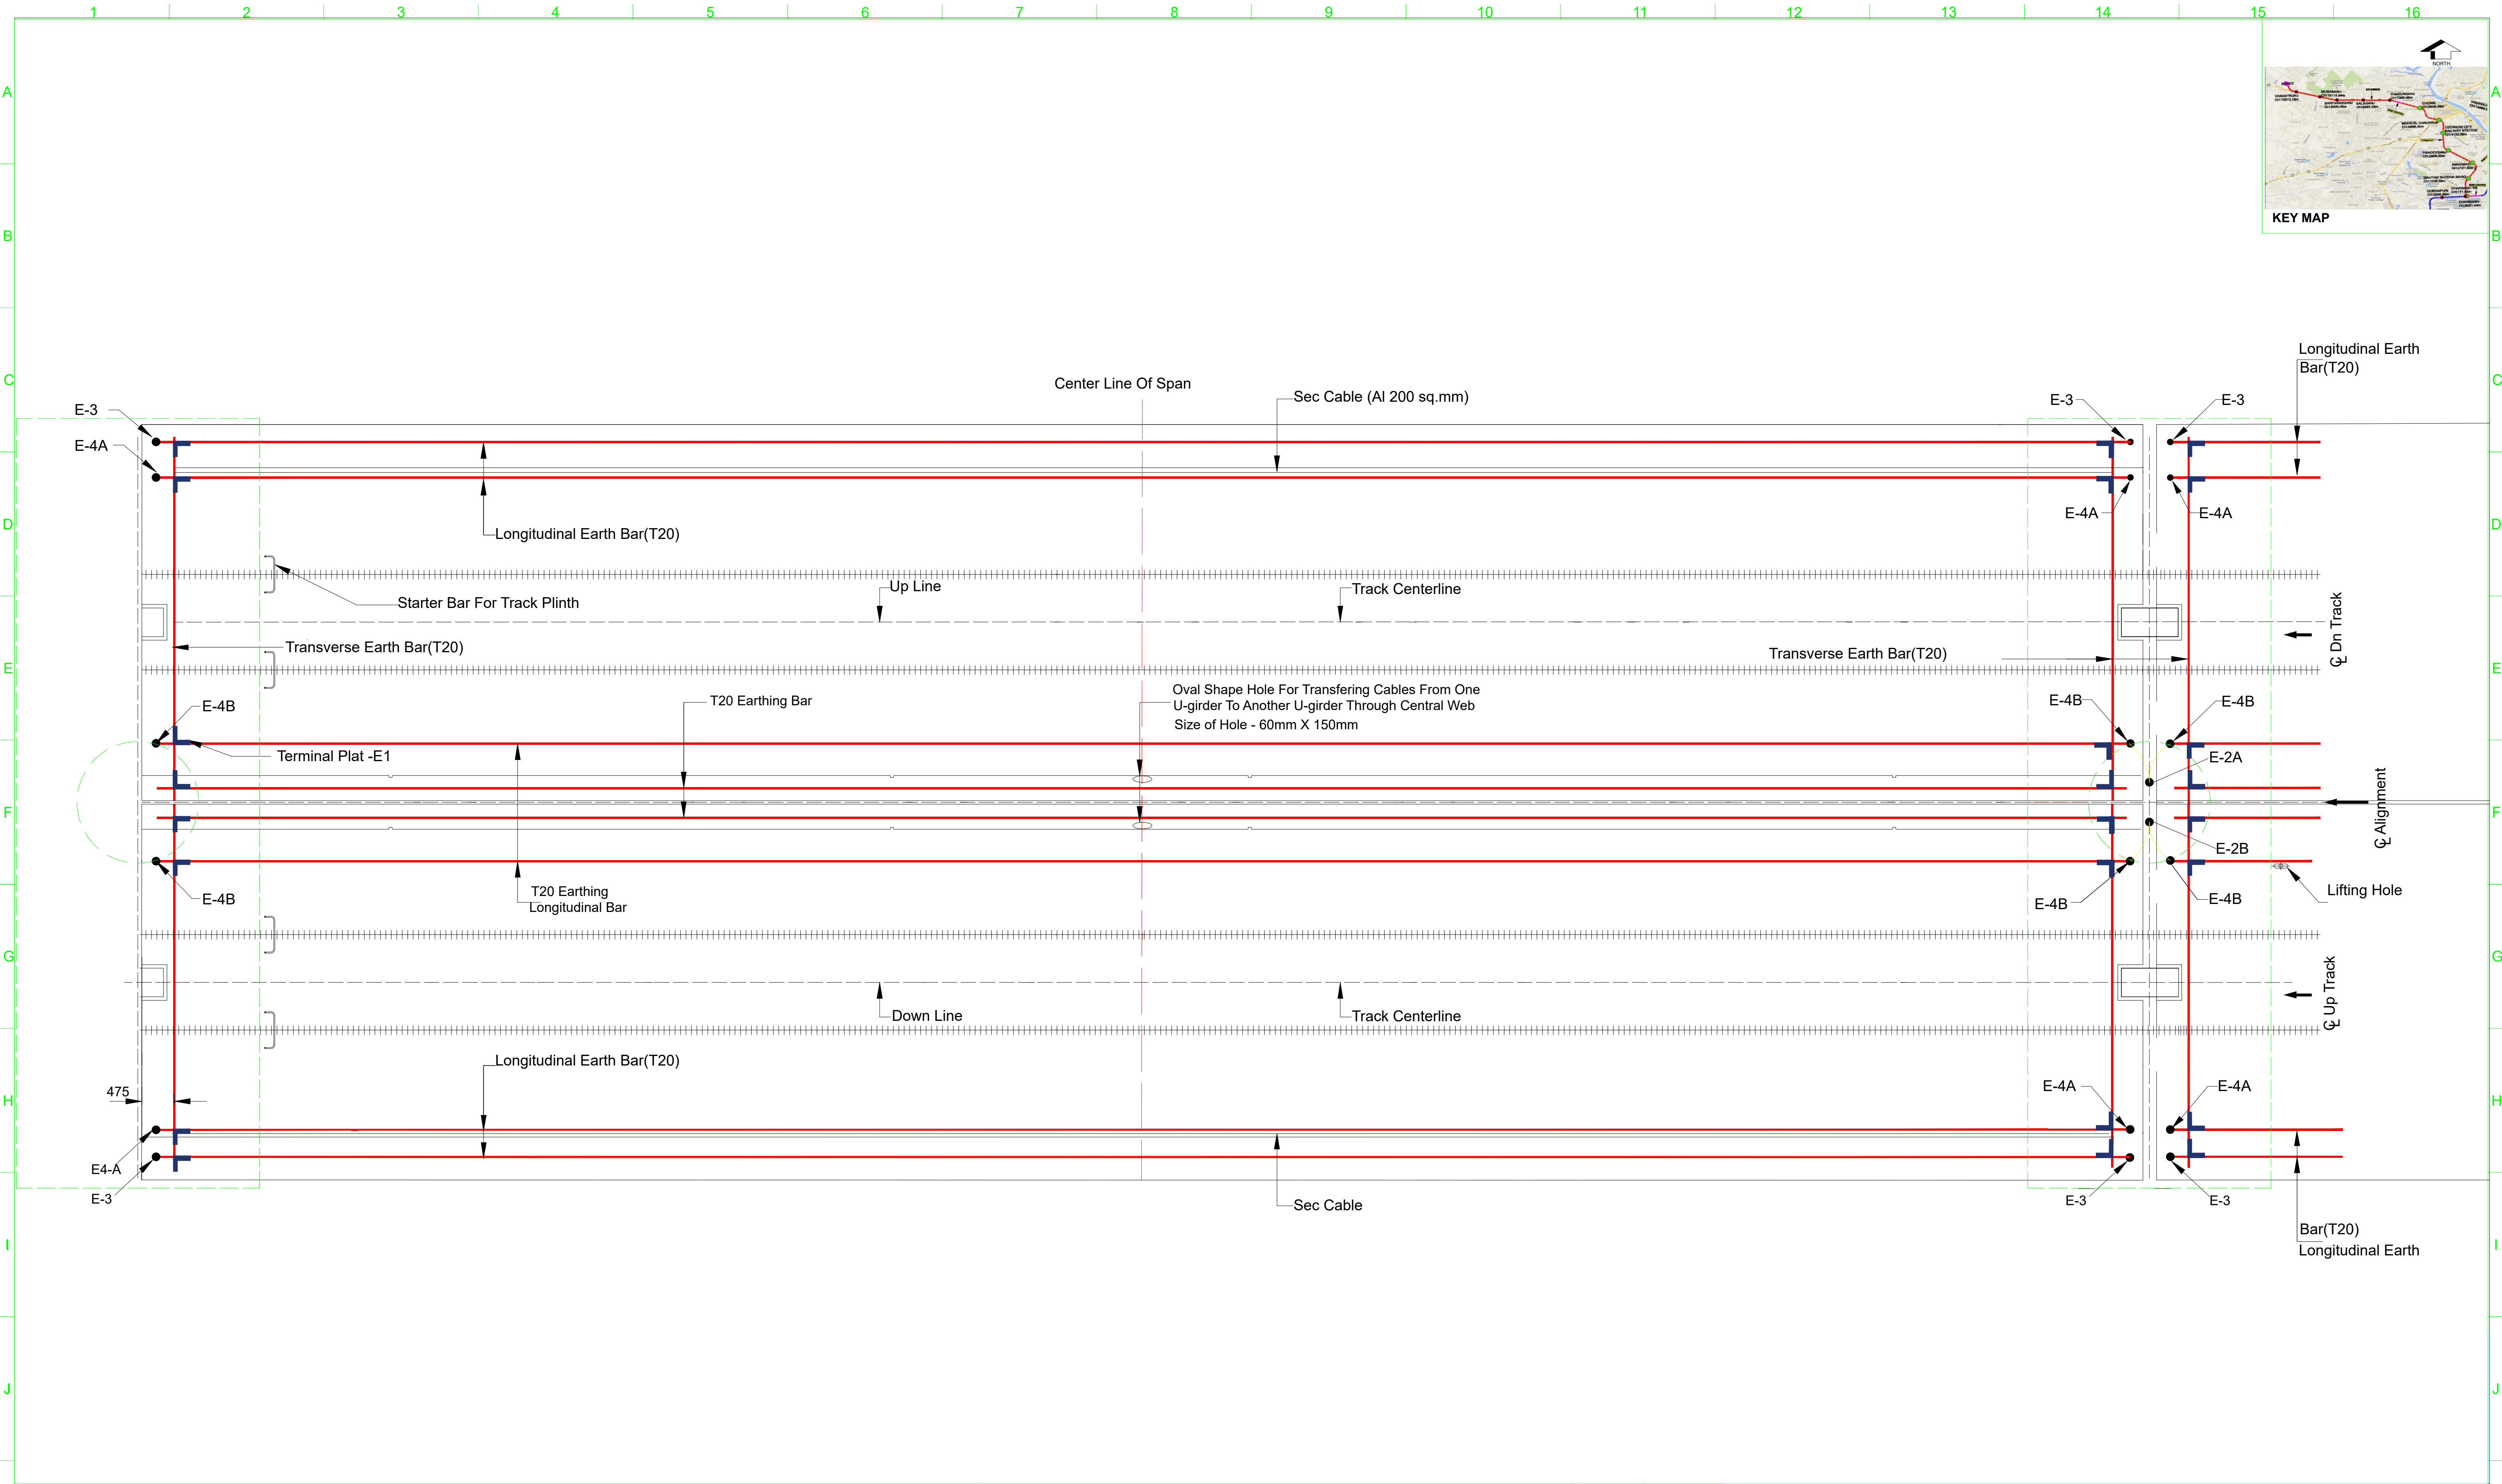 1 2 3 4 5 6 7 8 9 10 11 12 13 14 15 16
NORTH
A A
KEY MAP
B B
Longitudinal Earth
Bar(T20)
C C
Center Line Of Span
Sec Cable (Al 200 sq.mm)
E-3 E-3 E-3
E-4A
E-4A E-4A
D D
Longitudinal Earth Bar(T20)
Up Line
Track Centerline
Starter Bar For Track Plinth
℄ Dn Track
Transverse Earth Bar(T20)
Transverse Earth Bar(T20)
E E
Oval Shape Hole For Transfering Cables From One
U-girder To Another U-girder Through Central Web
Size of Hole - 60mm X 150mm
T20 Earthing Bar
E-4B E-4B E-4B
Terminal Plat -E1
E-2A
℄ Alignment
F F
E-2B
T20 Earthing
Longitudinal Bar
Lifting Hole
E-4B E-4B E-4B
G G
℄ Up Track
Down Line
Track Centerline
Longitudinal Earth Bar(T20)
475
E-4A E-4A
H H
E4-A
E-3 E-3 E-3
Sec Cable
Bar(T20)
Longitudinal Earth
I I
J J